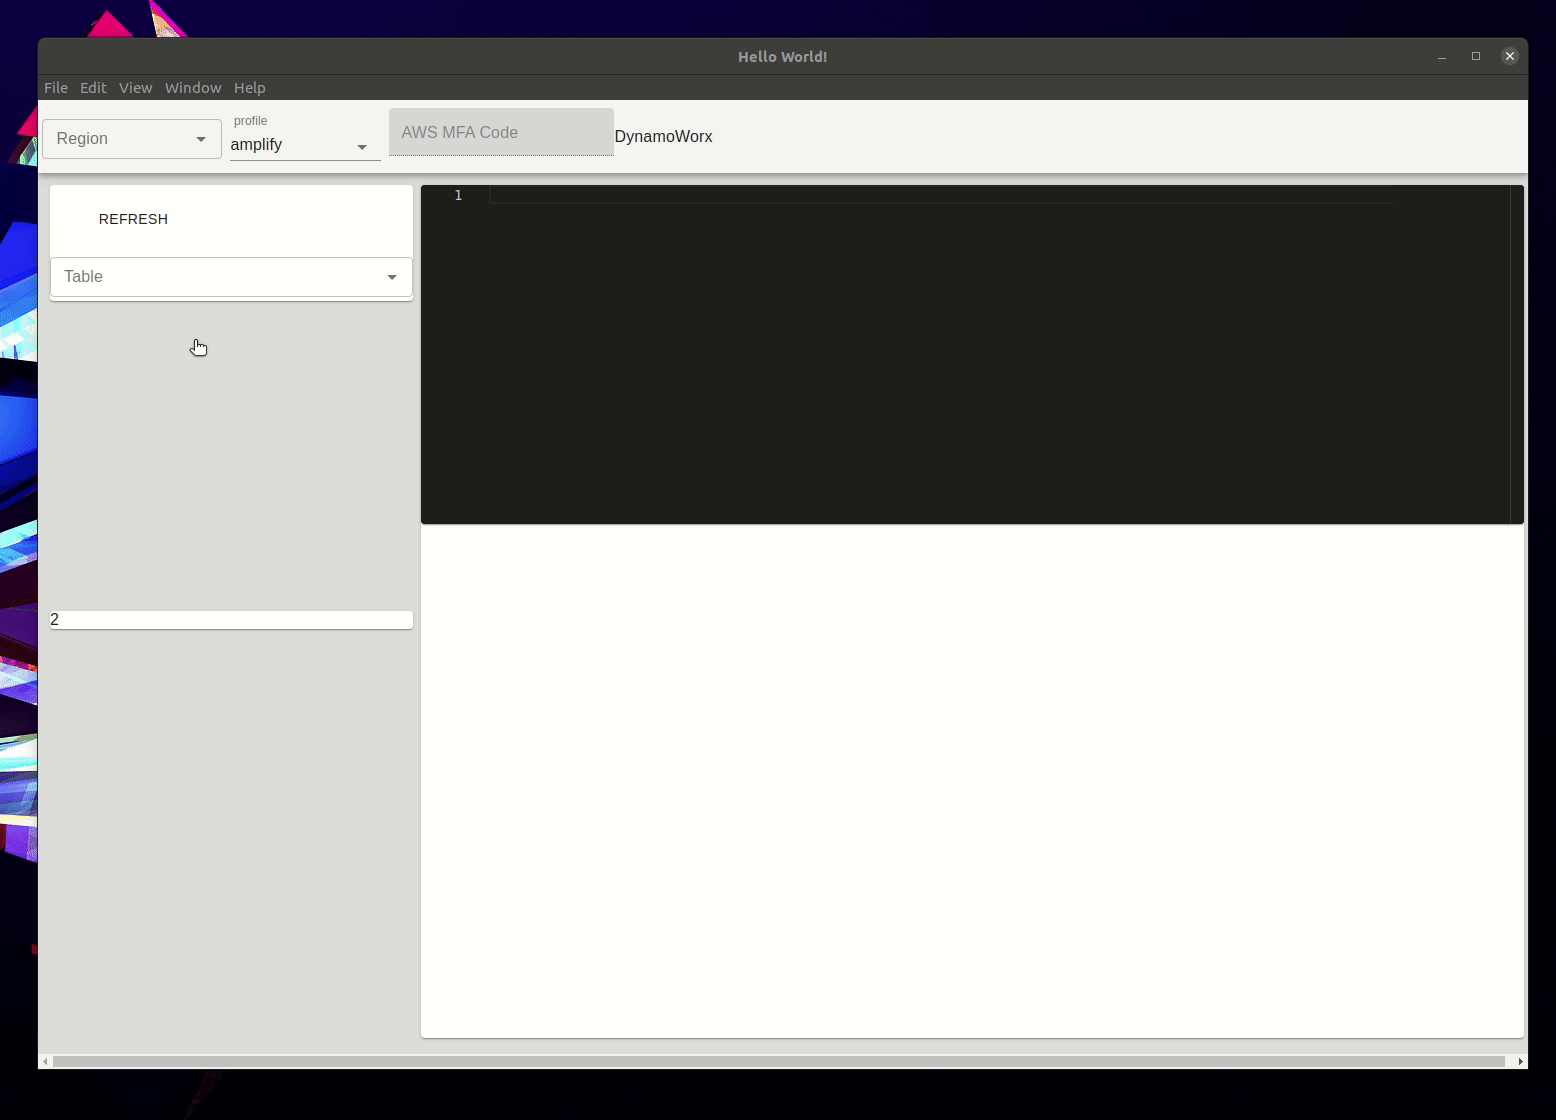 Hello World!
File Edit View Window Help
Region
profile
amplify
AWS MFA Code
DynamoWorx
REFRESH
Table
1
2